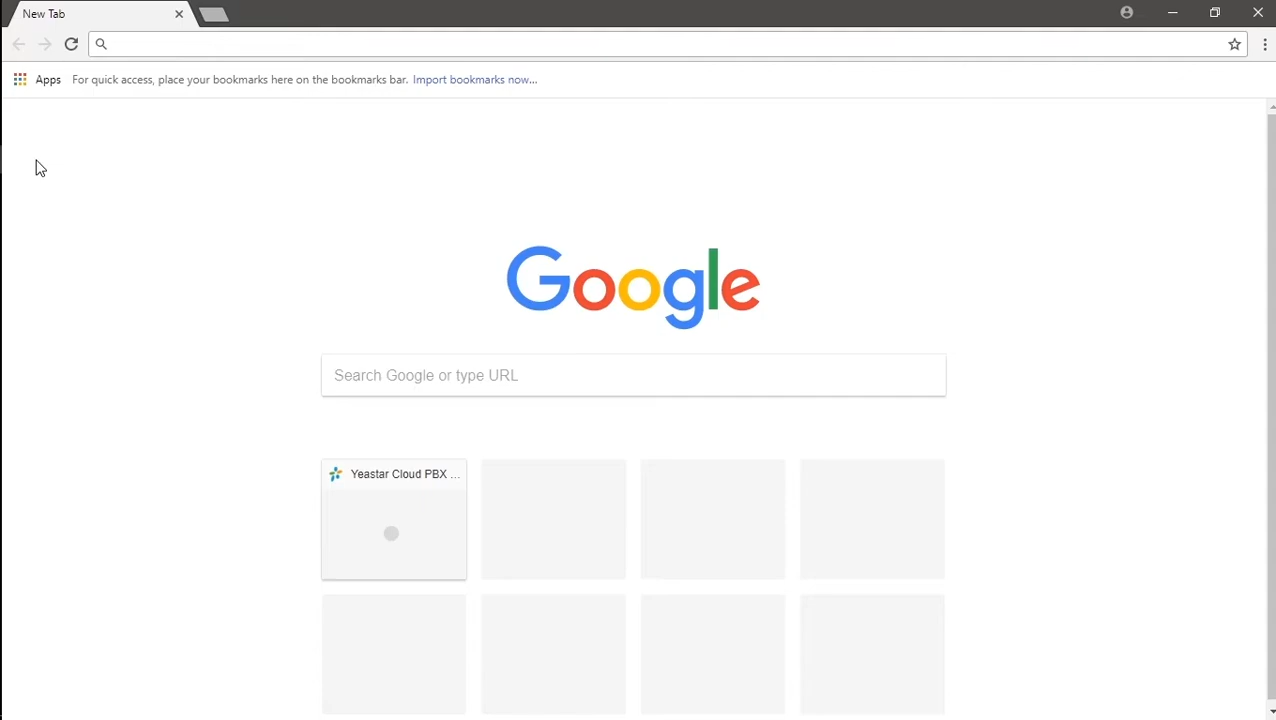 New Tab
Apps For quick access, place your bookmarks here on the bookmarks bar. Import bookmarks now...
Google
Search Google or type URL
Yeastar Cloud PBX ...